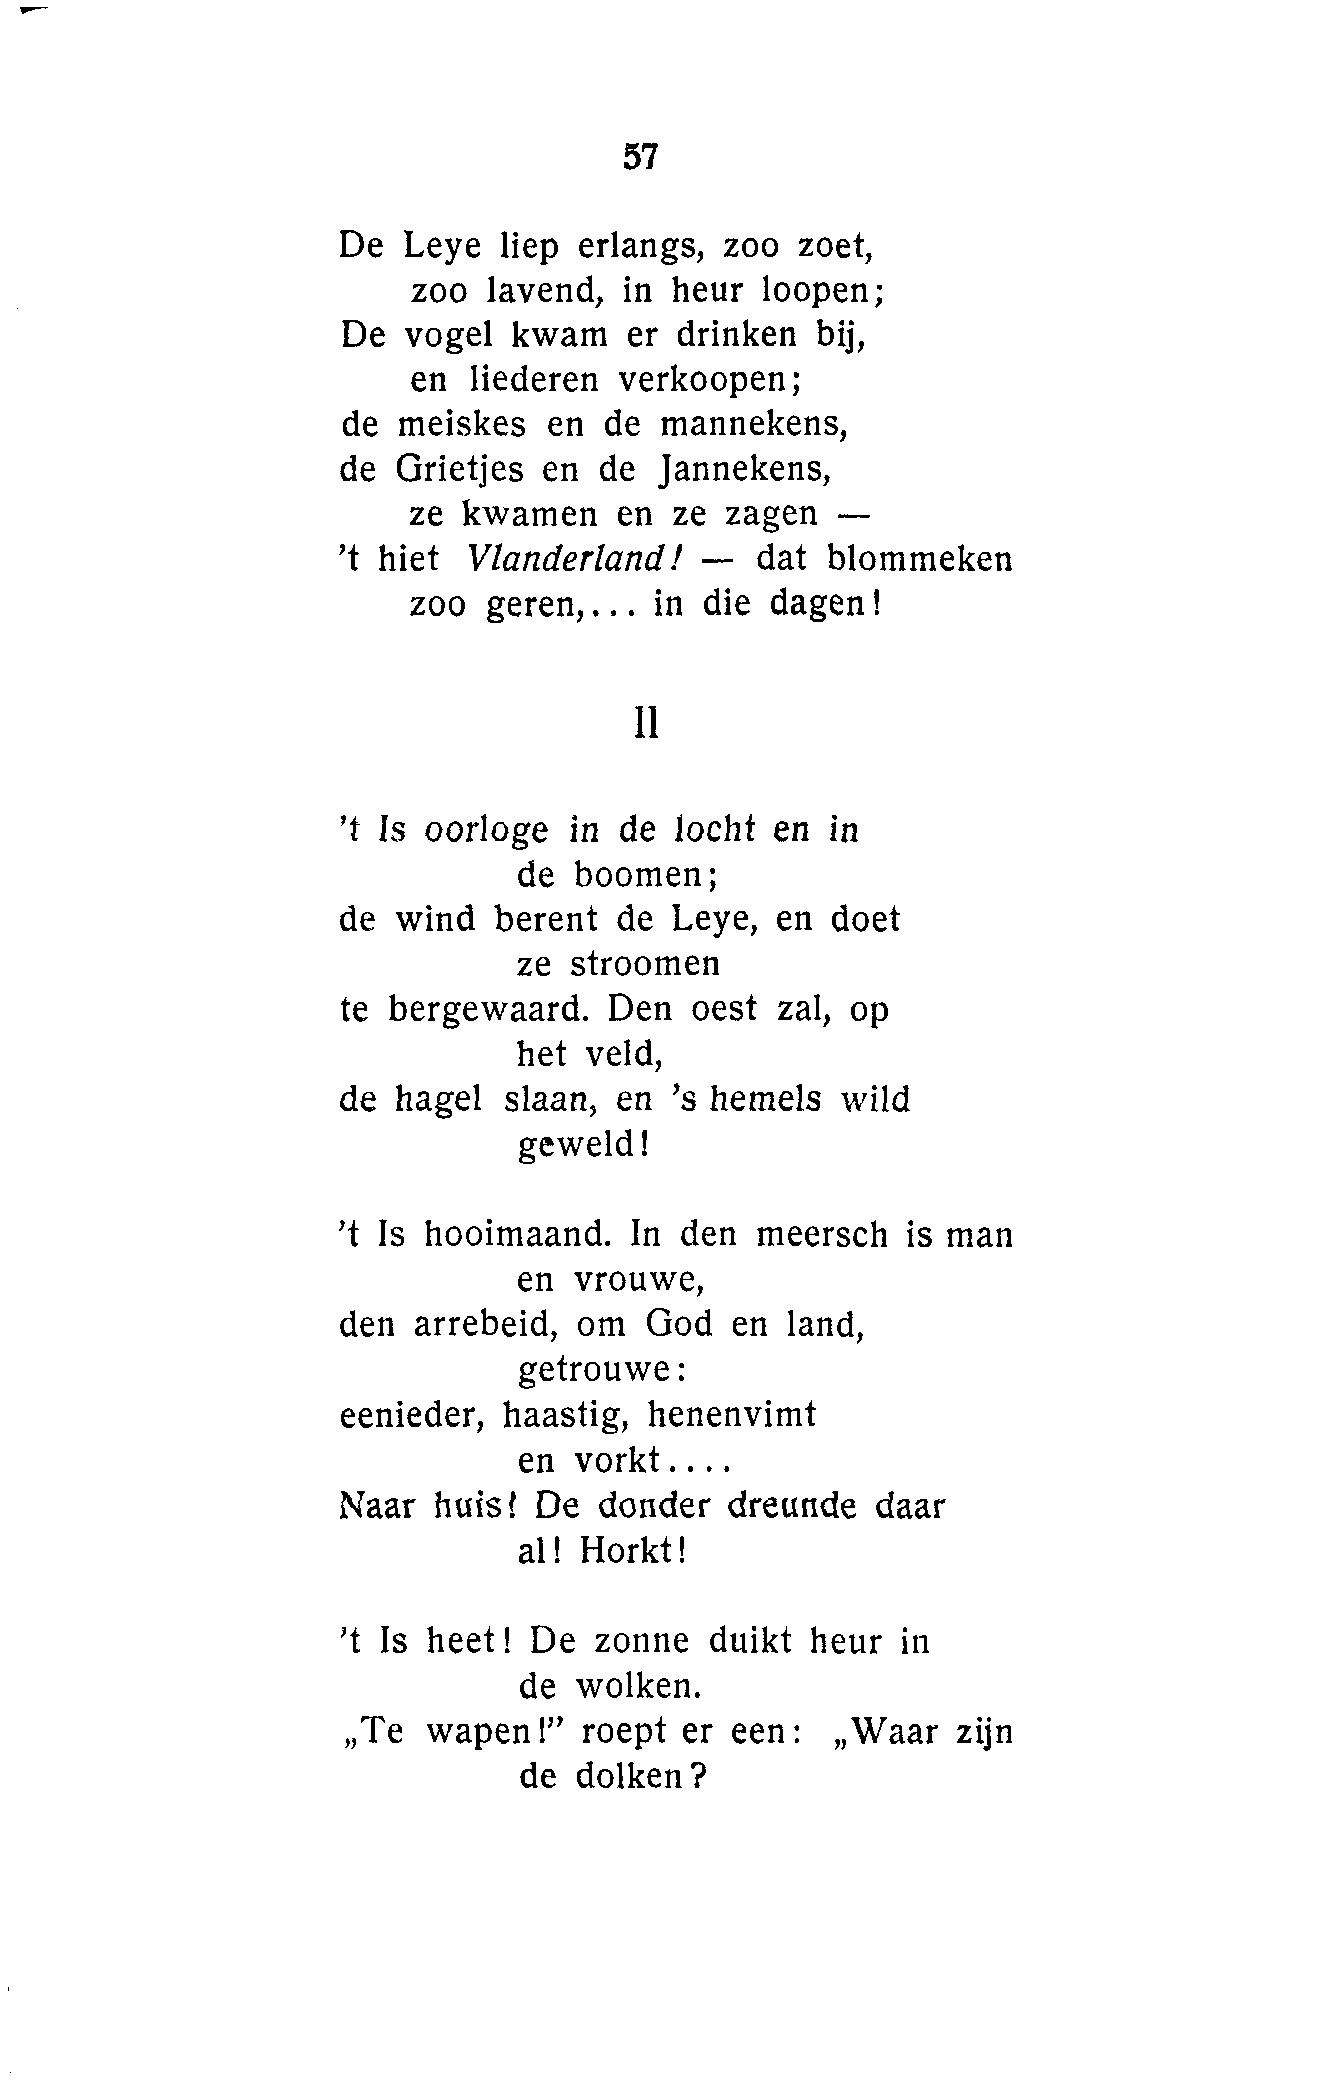 57
De Leye liep erlangs, zoo zoet,
zoo lavend, in heur loopen;
De vogel kwam er drinken bij,
en liederen verkoopen;
de meiskes en de mannekens,
de Grietjes en de Jannekens,
ze kwamen en ze zagen —
't hiet Vlanderland! — dat blommeken
zoo geren,... in die dagen!
II
't Is oorloge in de locht en in
de boomen;
de wind berent de Leye, en doet
ze stroomen
te bergewaard. Den oest zal, op
het veld,
de hagel slaan, en 's hemels wild
geweld!
't Is hooimaand. In den meersch is man
en vrouwe,
den arrebeid, om God en land,
getrouwe:
eenieder, haastig, henenvimt
en vorkt....
Naar huis! De donder dreunde daar
al! Horkt!
't Is heet! De zonne duikt heur in
de wolken.
„Te wapen!” roept er een: „Waar zijn
de dolken?